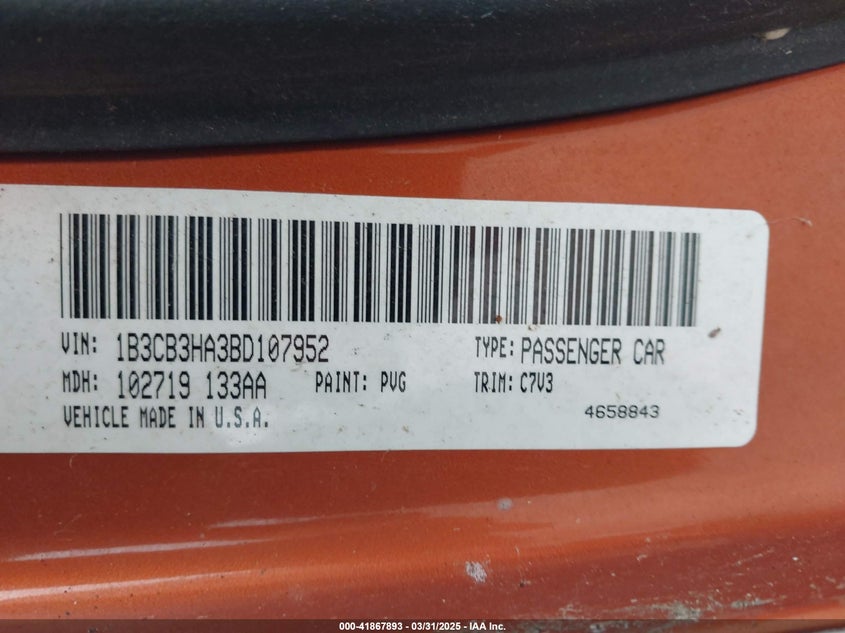 VIN: 1B3CB3HA3BD107952 TYPE: PASSENGER CAR
MDH: 102719 133AA PAINT: PVG TRIM: C7V3
VEHICLE MADE IN U.S.A. 4658843
000-41867893 - 03/31/2025 - IAA Inc.